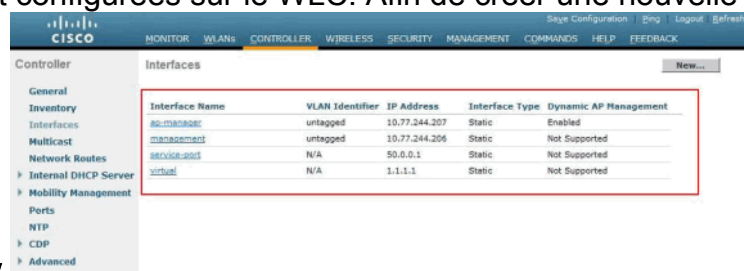 t configurées sur le WLC. Afin de créer une nouvelle
Save Configuration Ping Logout Refresh
CISCO MONITOR WLANs CONTROLLER WIRELESS SECURITY MANAGEMENT COMMANDS HELP FEEDBACK
Controller
General
Inventory
Interfaces
Multicast
Network Routes
Internal DHCP Server
Mobility Management
Ports
NTP
CDP
Advanced
Interfaces
New...
Interface Name VLAN Identifier IP Address Interface Type Dynamic AP Management
ap-manager untagged 10.77.244.207 Static Enabled
management untagged 10.77.244.206 Static Not Supported
service-port N/A 50.0.0.1 Static Not Supported
virtual N/A 1.1.1.1 Static Not Supported